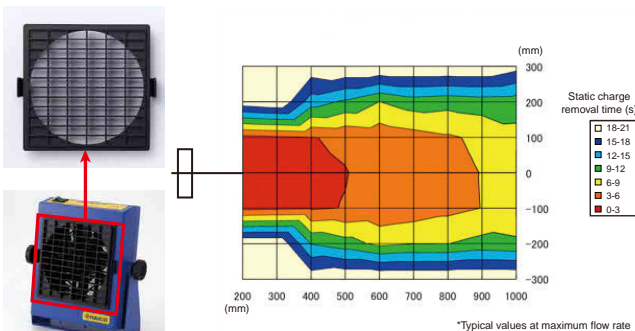 (mm)
300
200
100
0
-100
-200
-300
200 300 400 500 600 700 800 900 1000
(mm)
Static charge
removal time (s)
18-21
15-18
12-15
9-12
6-9
3-6
0-3
*Typical values at maximum flow rate
HAKKO